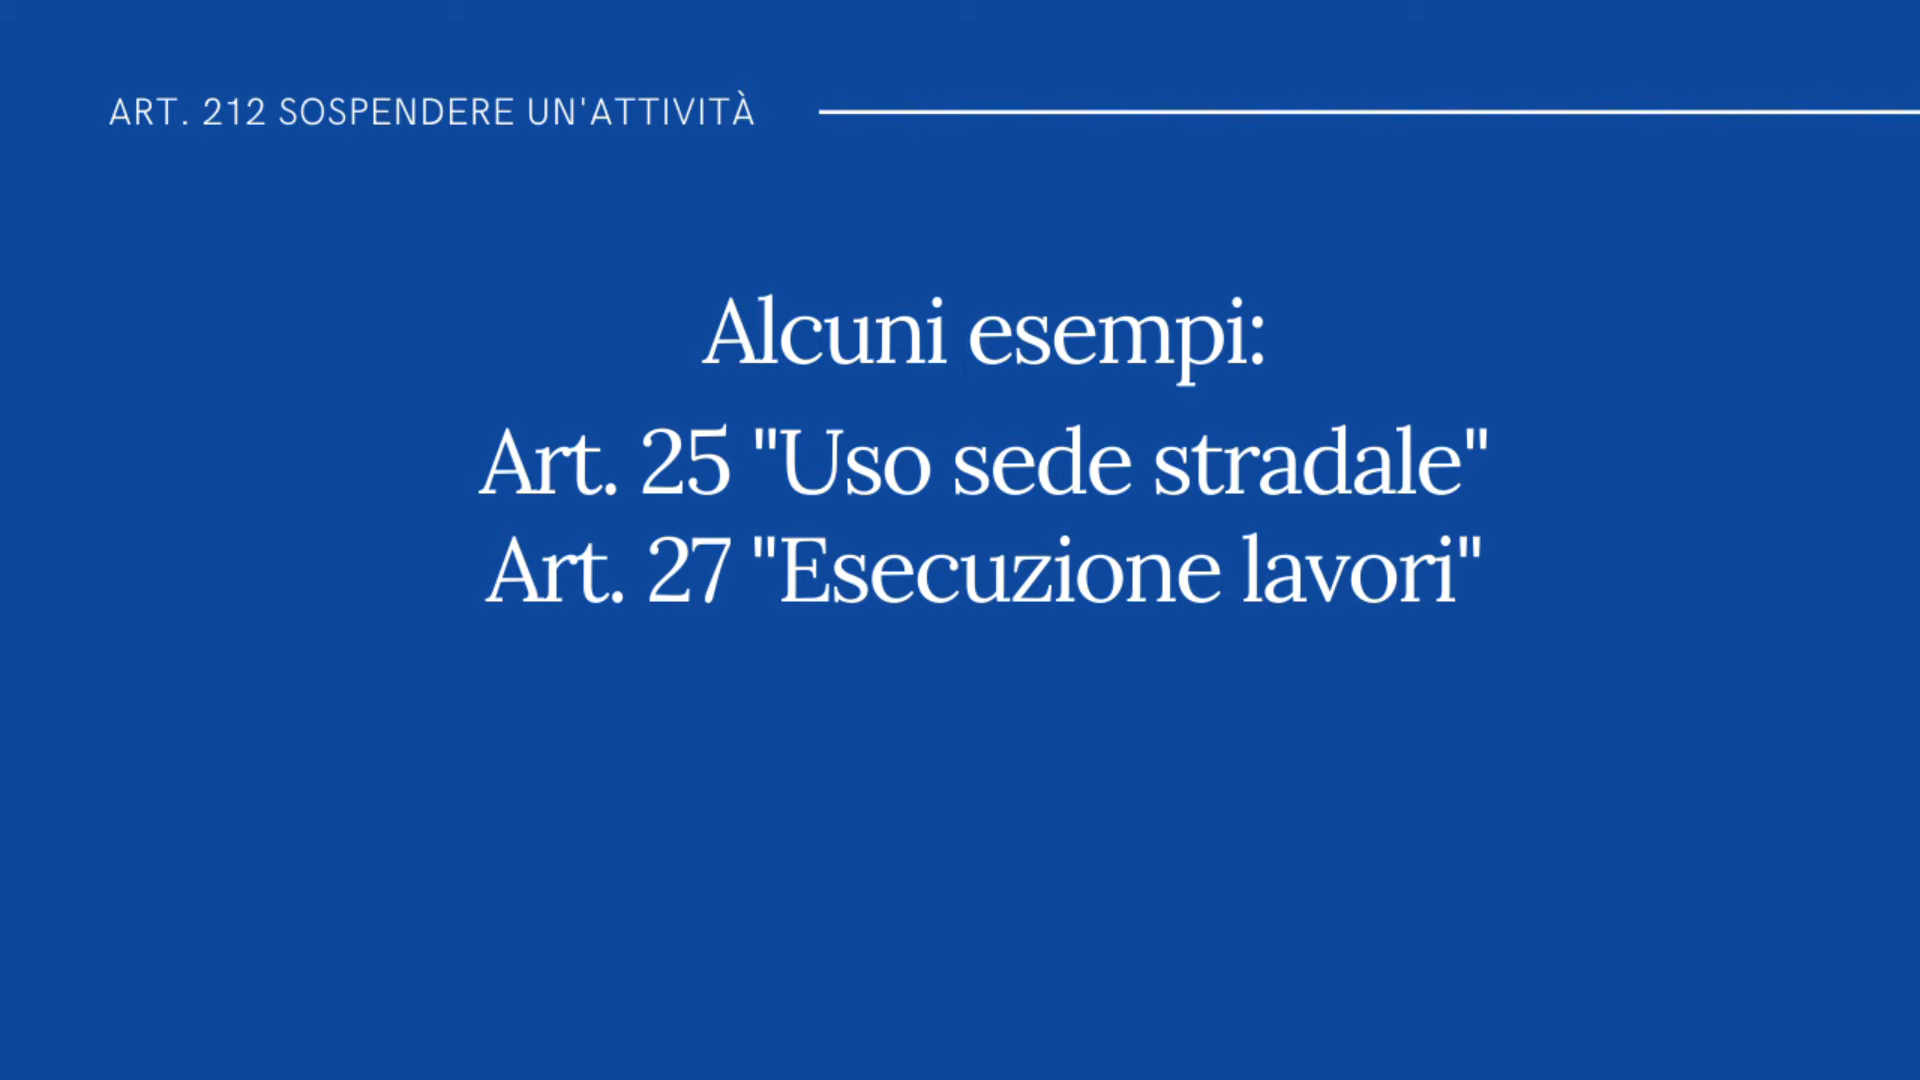 ART. 212 SOSPENDERE UN'ATTIVITÀ
Alcuni esempi:
Art. 25 "Uso sede stradale"
Art. 27 "Esecuzione lavori"